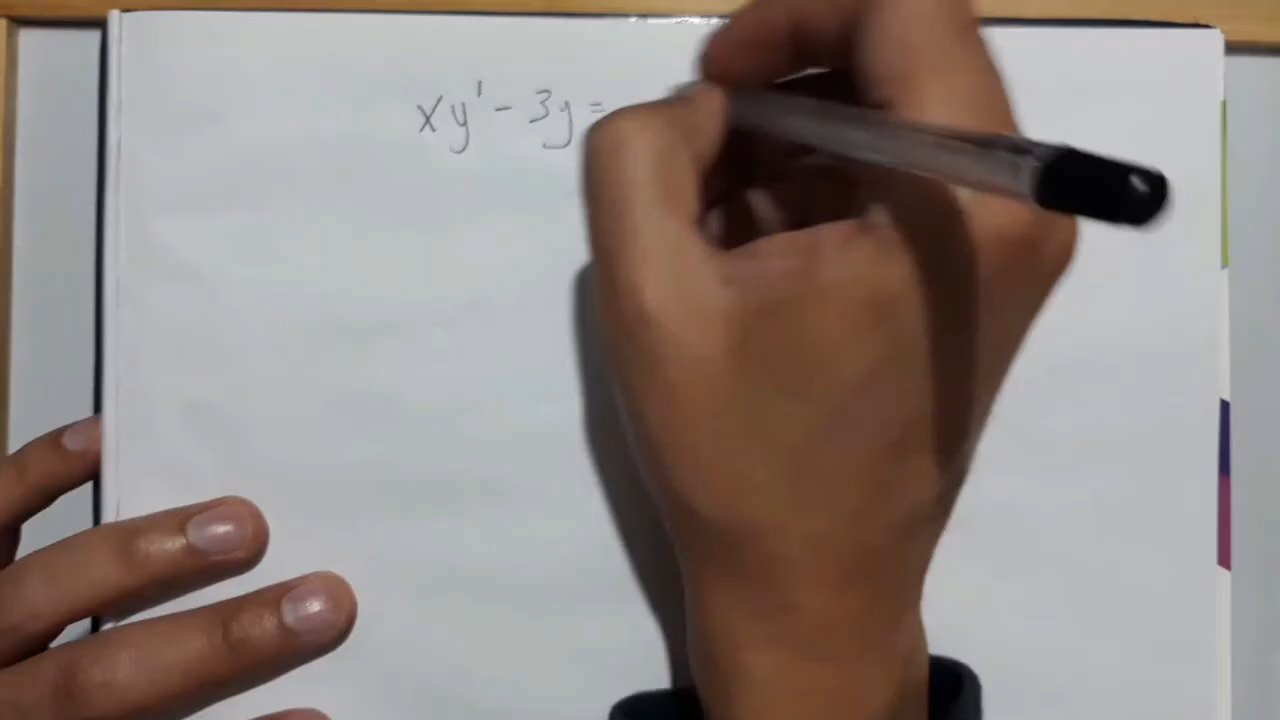 xy' - 3y =